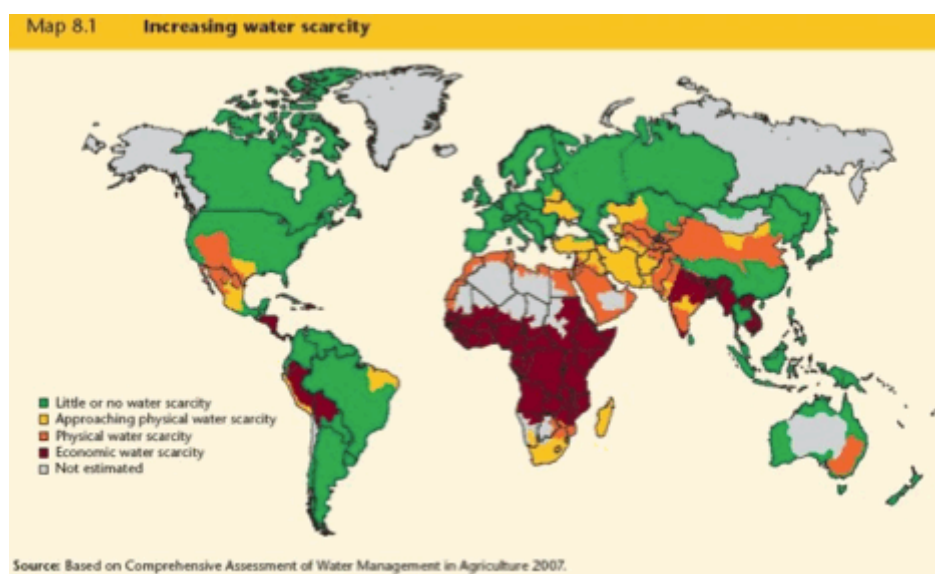 Map 8.1 Increasing water scarcity
Little or no water scarcity
Approaching physical water scarcity
Physical water scarcity
Economic water scarcity
Not estimated
Source: Based on Comprehensive Assessment of Water Management in Agriculture 2007.